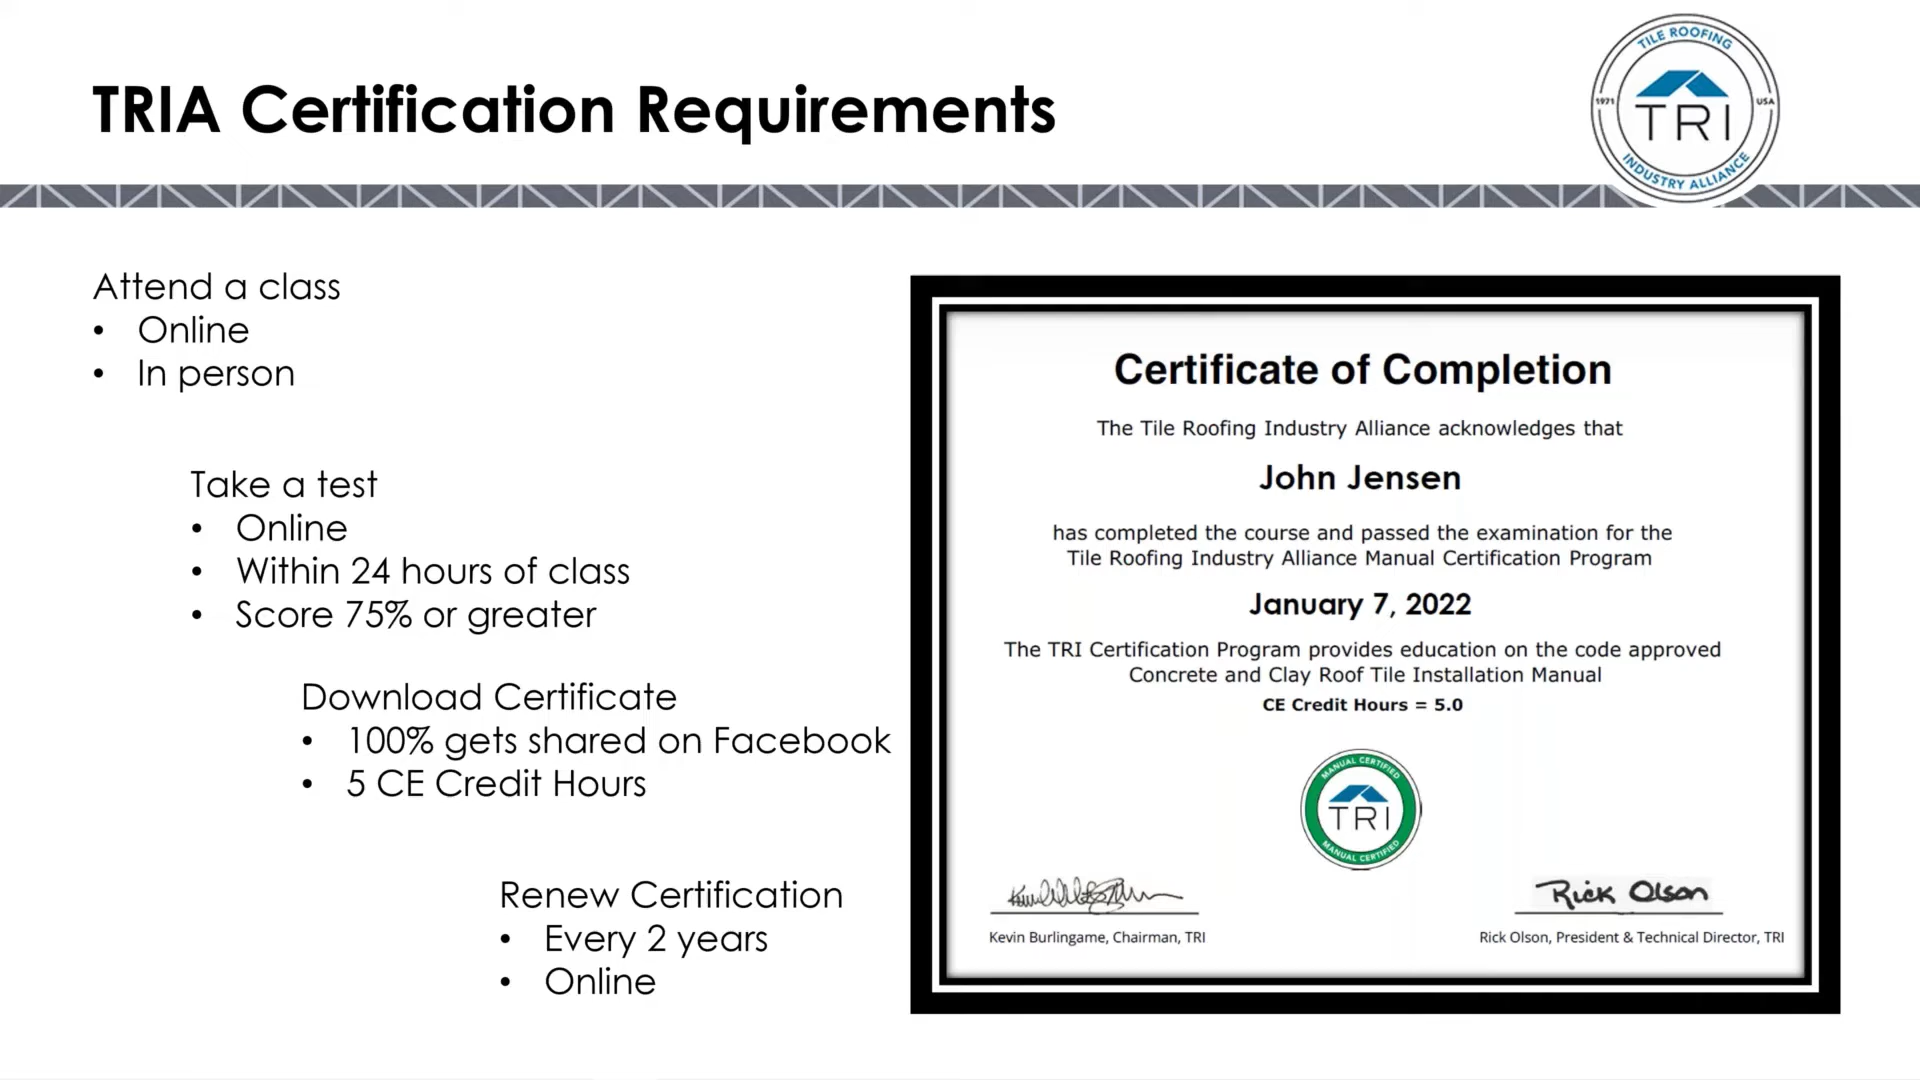 TRIA Certification Requirements
TILE ROOFING
1971
USA
TRI
INDUSTRY ALLIANCE
Attend a class
• Online
• In person
Take a test
• Online
• Within 24 hours of class
• Score 75% or greater
Download Certificate
• 100% gets shared on Facebook
• 5 CE Credit Hours
Renew Certification
• Every 2 years
• Online
Certificate of Completion
The Tile Roofing Industry Alliance acknowledges that
John Jensen
has completed the course and passed the examination for the
Tile Roofing Industry Alliance Manual Certification Program
January 7, 2022
The TRI Certification Program provides education on the code approved
Concrete and Clay Roof Tile Installation Manual
CE Credit Hours = 5.0
MANUAL CERTIFIED
TRI
MANUAL CERTIFIED
Rick Olson
Kevin Burlingame, Chairman, TRI
Rick Olson, President & Technical Director, TRI